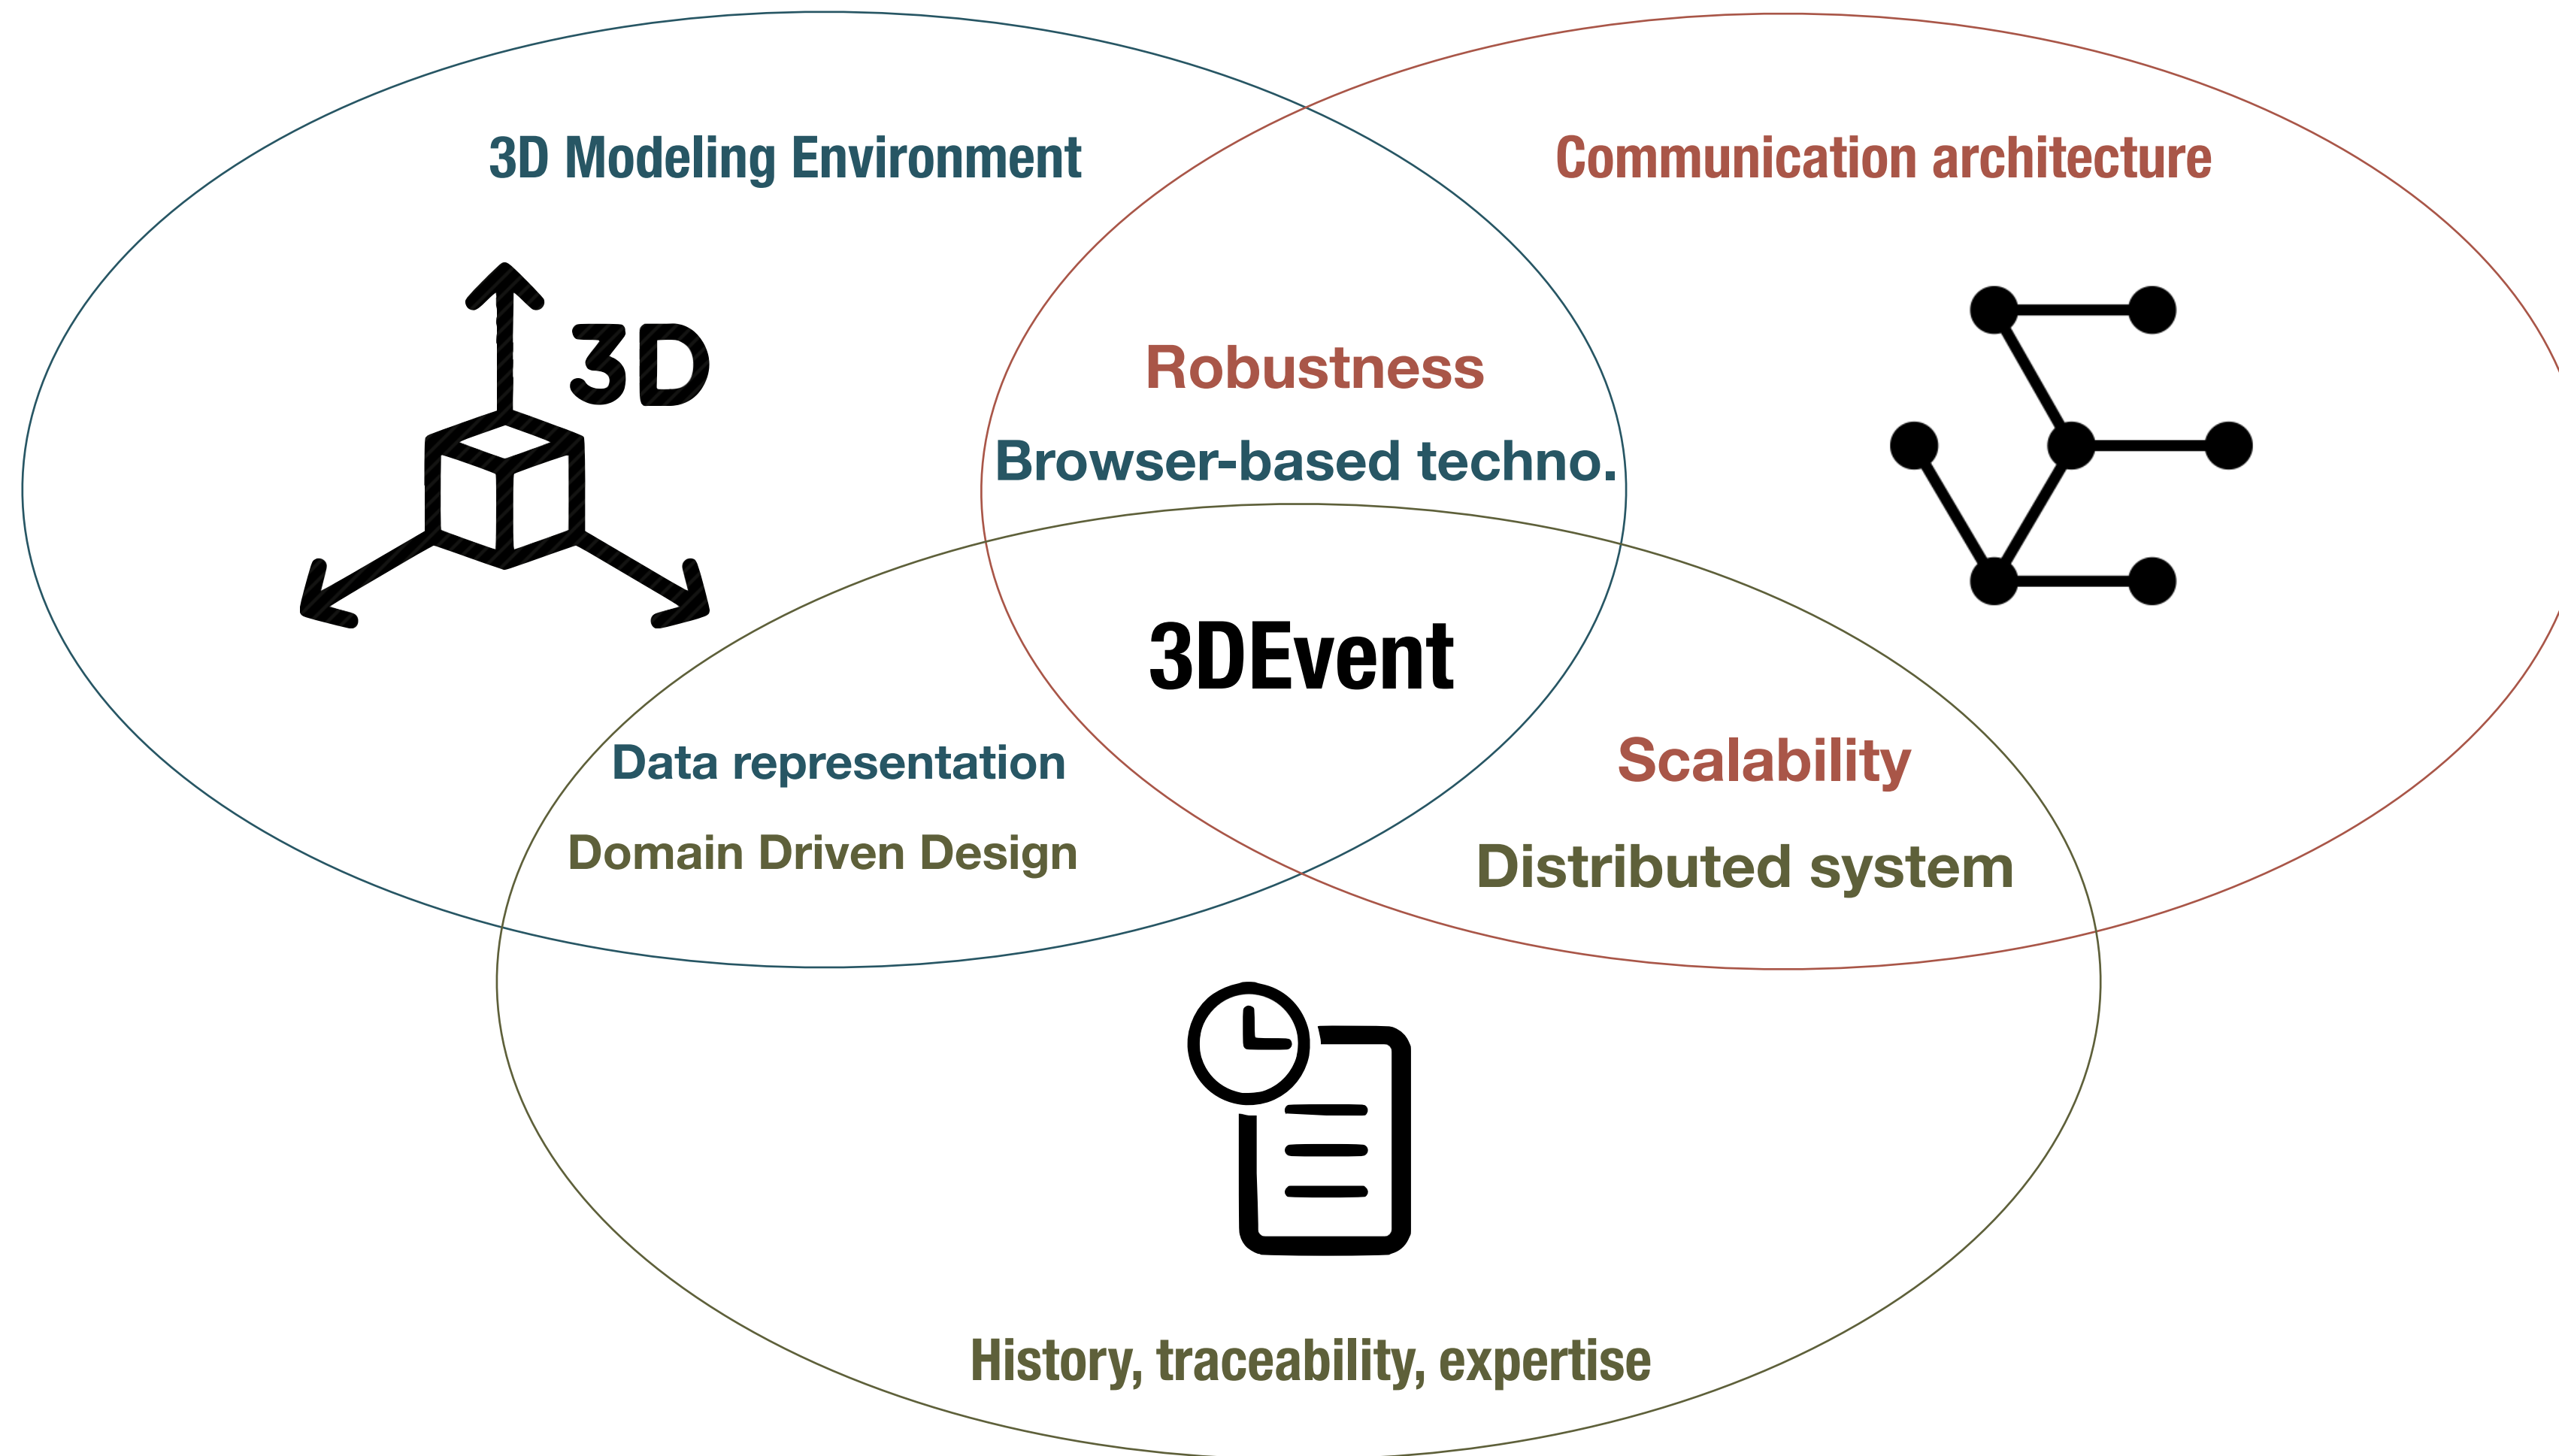 3D Modeling Environment
Communication architecture
3D
Robustness
Browser-based techno.
3DEvent
Data representation
Domain Driven Design
Scalability
Distributed system
History, traceability, expertise